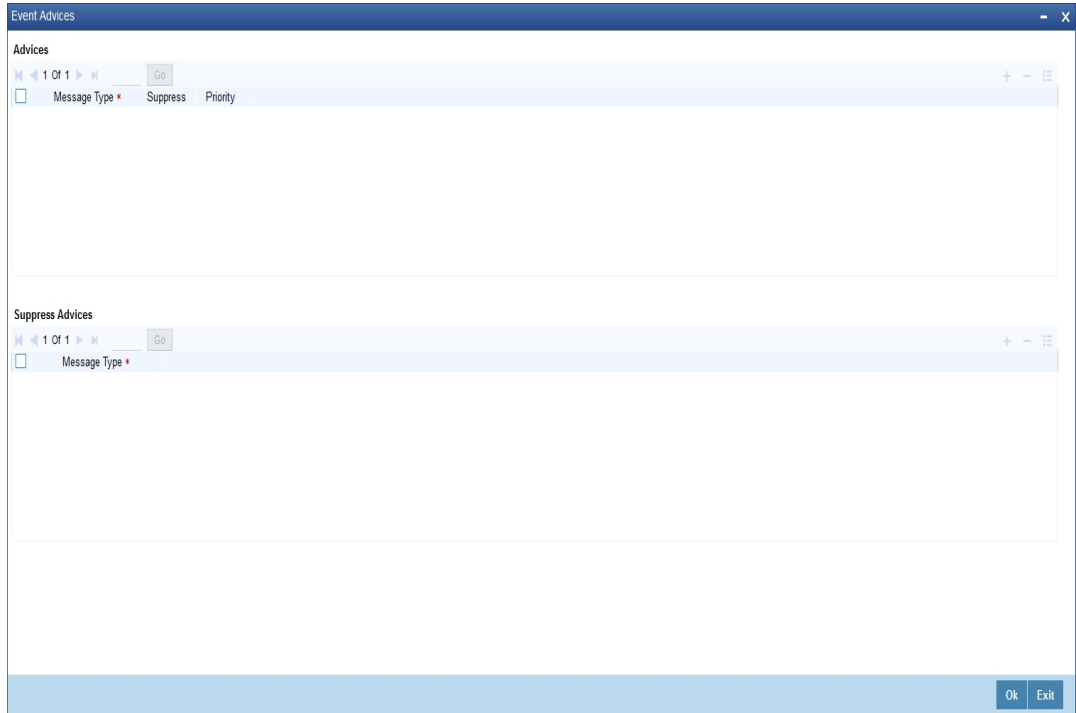 Event Advices
Advices
1 Of 1 Go
Message Type * Suppress Priority
Suppress Advices
1 Of 1 Go
Message Type *
Ok Exit